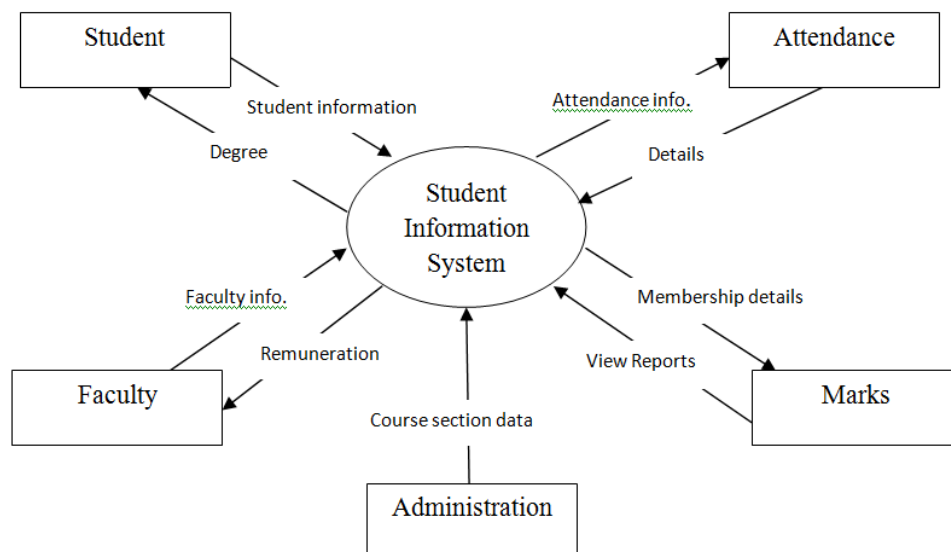 Student
Attendance
Student information
Attendance info.
Degree
Details
Student
Information
System
Faculty info.
Membership details
Remuneration
View Reports
Faculty
Marks
Course section data
Administration